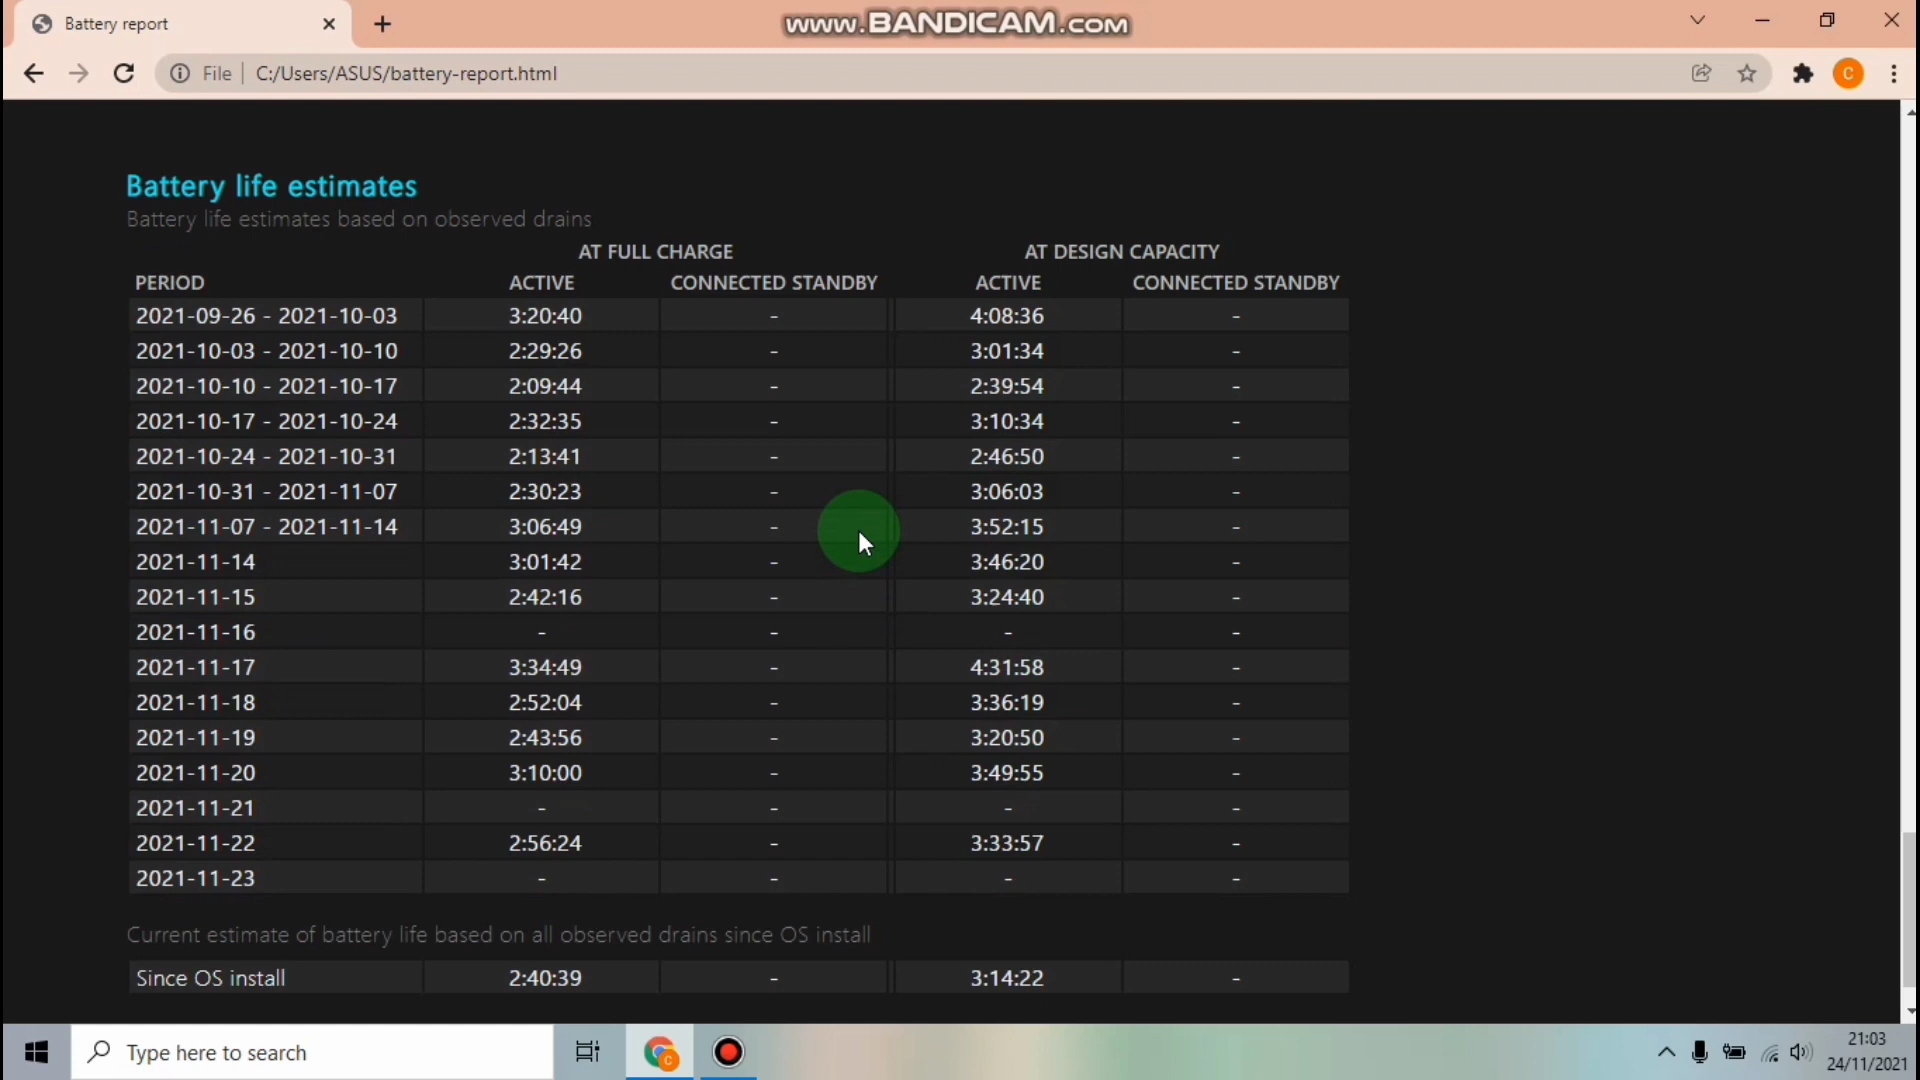 Battery report
www.BANDICAM.com
File
C:/Users/ASUS/battery-report.html
C
Battery life estimates
Battery life estimates based on observed drains
AT FULL CHARGE AT DESIGN CAPACITY
PERIOD ACTIVE CONNECTED STANDBY ACTIVE CONNECTED STANDBY
2021-09-26 - 2021-10-03 3:20:40 - 4:08:36 -
2021-10-03 - 2021-10-10 2:29:26 - 3:01:34 -
2021-10-10 - 2021-10-17 2:09:44 - 2:39:54 -
2021-10-17 - 2021-10-24 2:32:35 - 3:10:34 -
2021-10-24 - 2021-10-31 2:13:41 - 2:46:50 -
2021-10-31 - 2021-11-07 2:30:23 - 3:06:03 -
2021-11-07 - 2021-11-14 3:06:49 - 3:52:15 -
2021-11-14 3:01:42 - 3:46:20 -
2021-11-15 2:42:16 - 3:24:40 -
2021-11-16 - - - -
2021-11-17 3:34:49 - 4:31:58 -
2021-11-18 2:52:04 - 3:36:19 -
2021-11-19 2:43:56 - 3:20:50 -
2021-11-20 3:10:00 - 3:49:55 -
2021-11-21 - - - -
2021-11-22 2:56:24 - 3:33:57 -
2021-11-23 - - - -
Current estimate of battery life based on all observed drains since OS install
Since OS install 2:40:39 - 3:14:22 -
Type here to search
C
21:03
24/11/2021